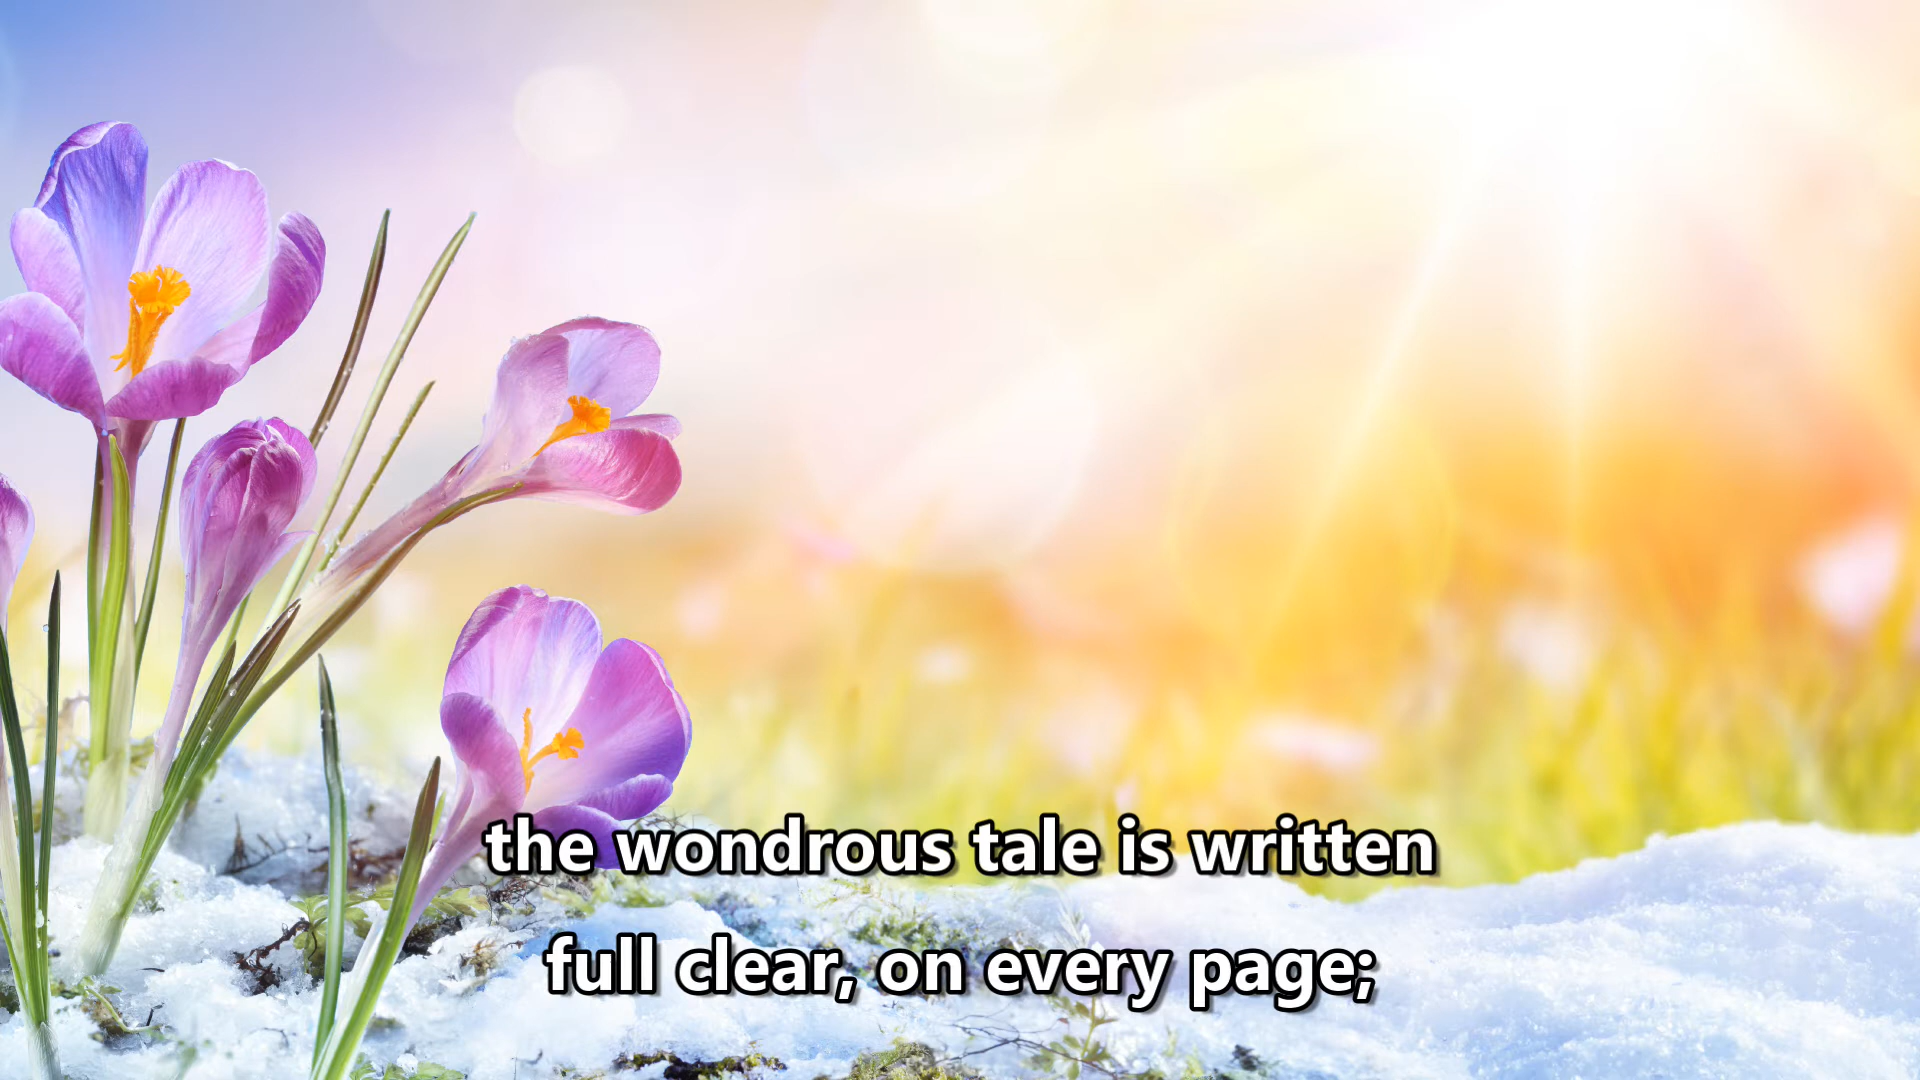 the wondrous tale is written
full clear, on every page;